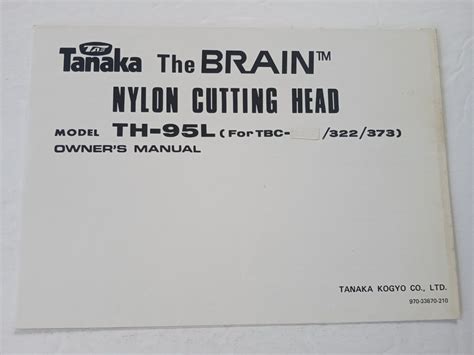 TAS
Tanaka The BRAIN™
NYLON CUTTING HEAD
MODEL TH-95L (For TBC- /322/373)
OWNER'S MANUAL
TANAKA KOGYO CO., LTD.
970-33670-210